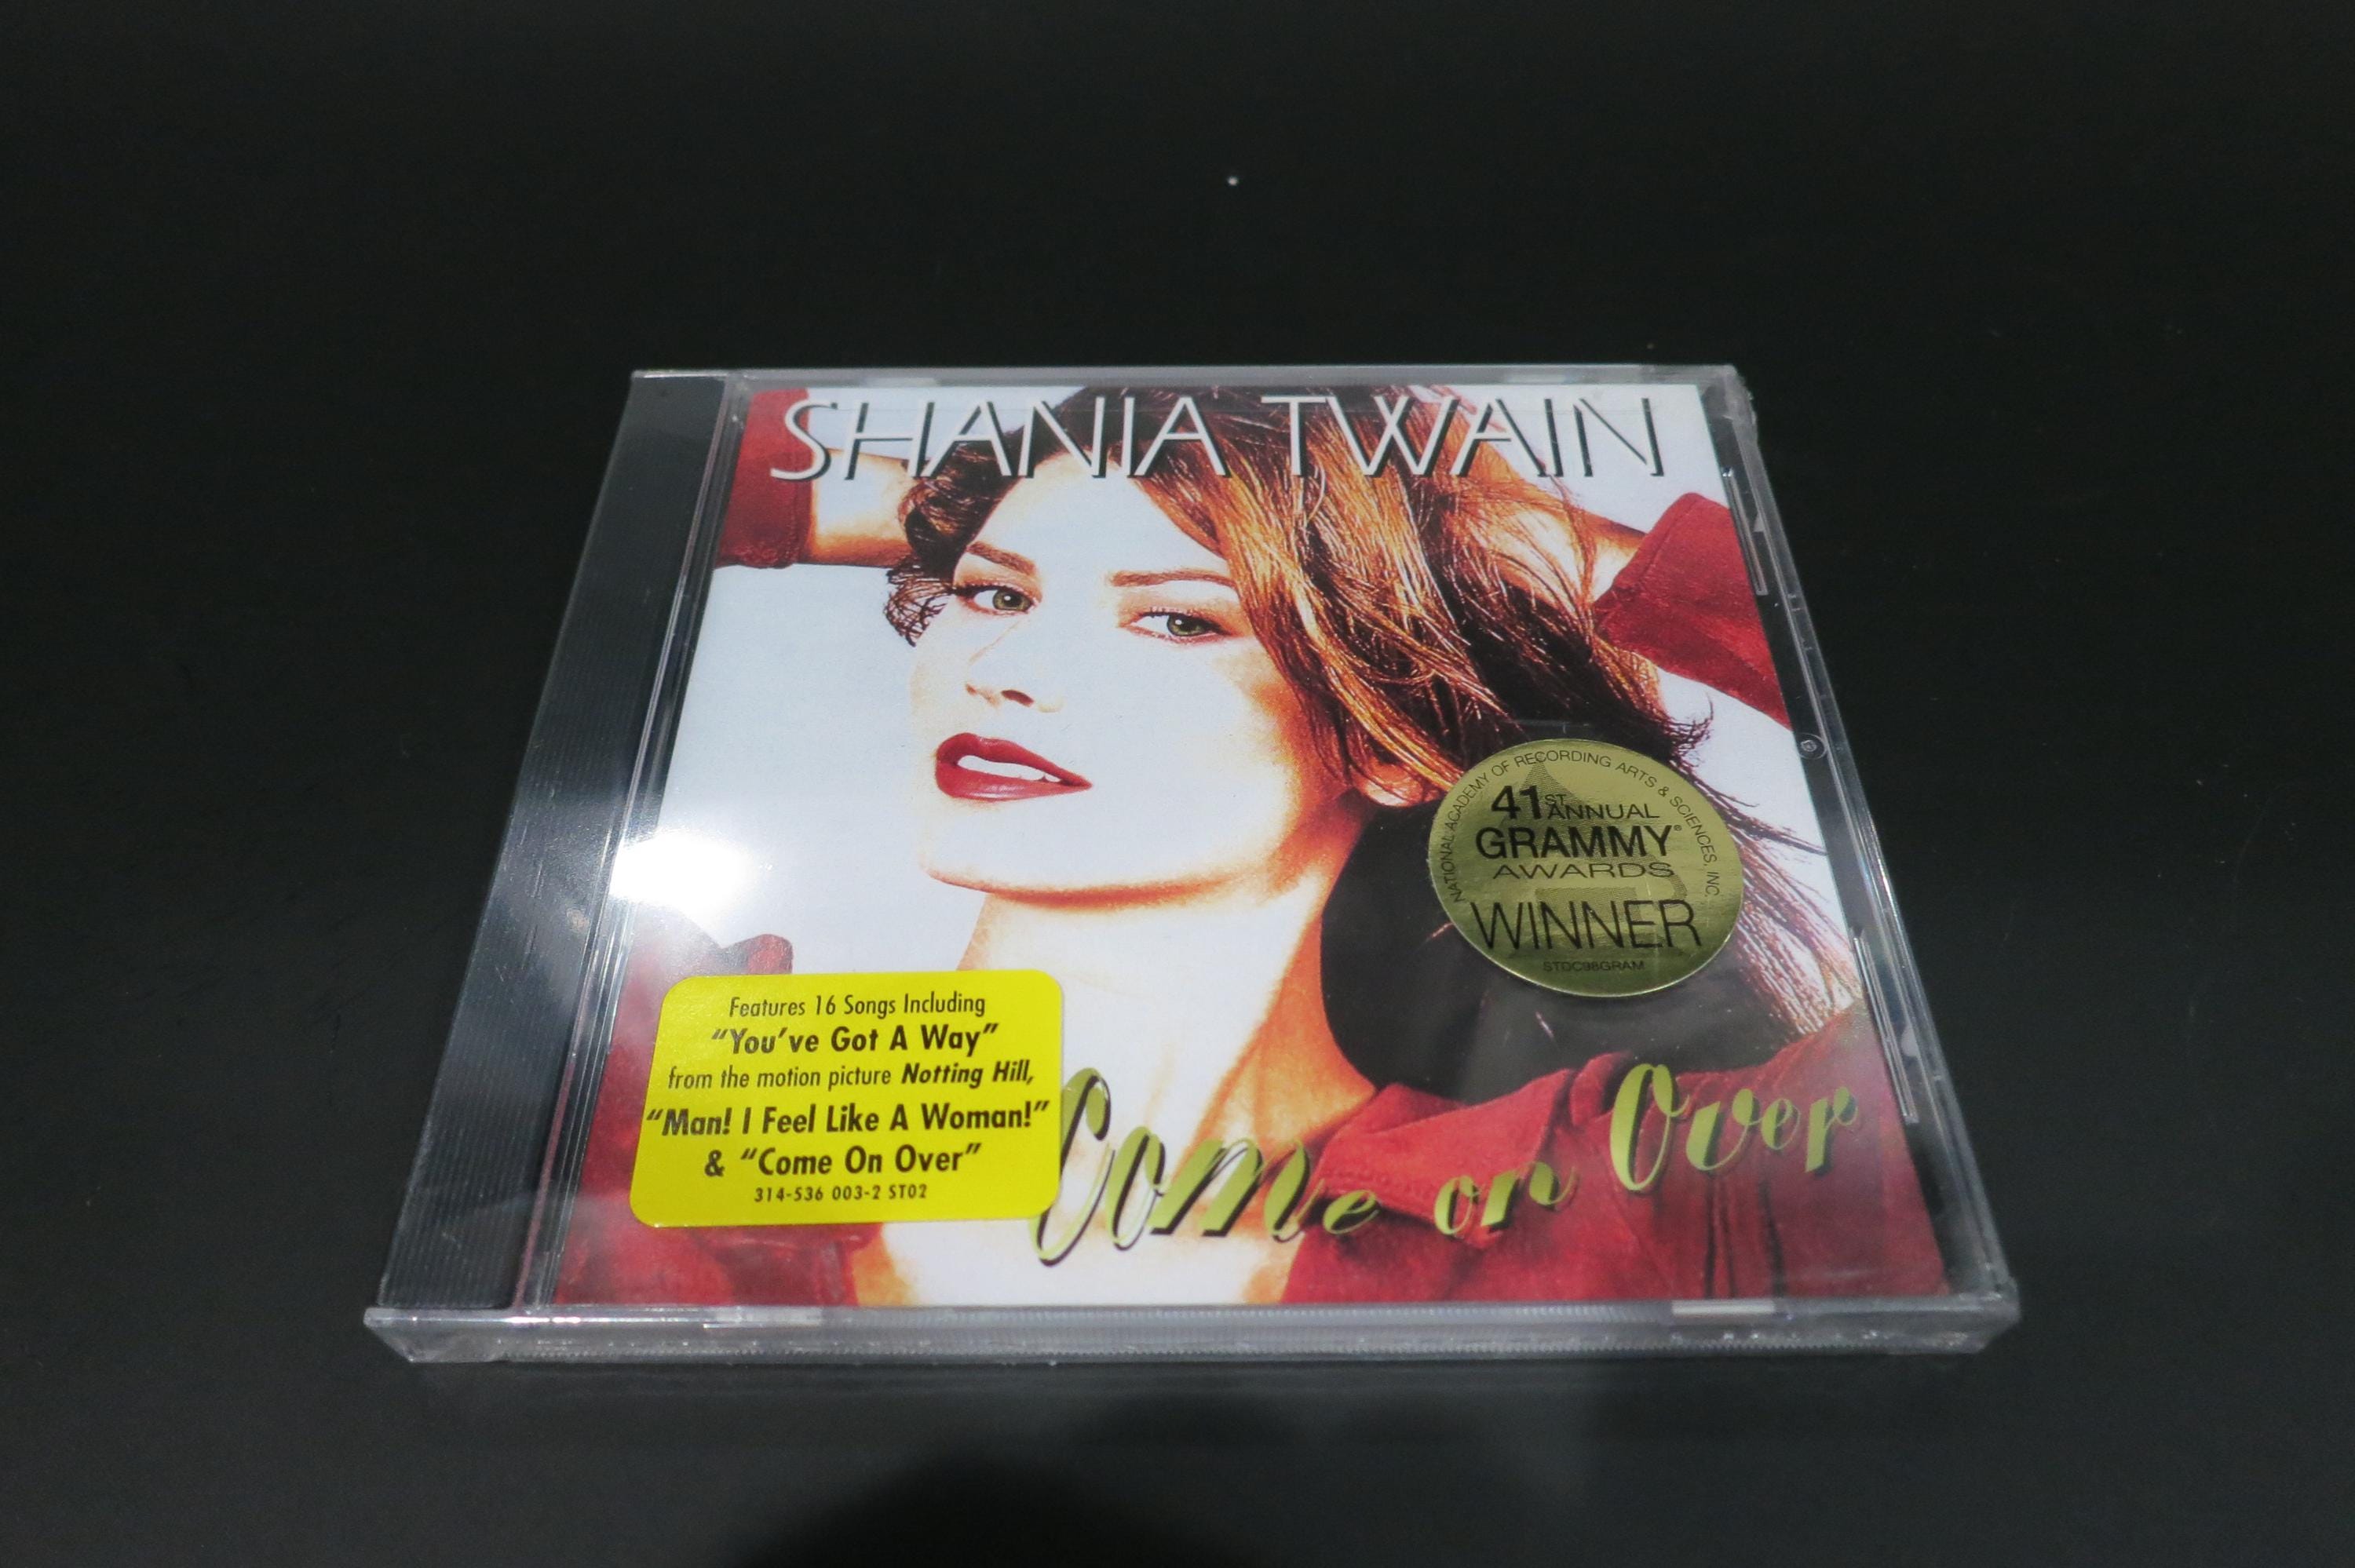 SHANIA TWAIN
NATIONAL ACADEMY OF RECORDING ARTS & SCIENCES, INC.
41ST ANNUAL
GRAMMY®
AWARDS
WINNER
STDC98GRAM
Features 16 Songs Including
"You've Got A Way"
from the motion picture Notting Hill,
"Man! I Feel Like A Woman!"
& "Come On Over"
314-536 003-2 ST02
Come on Over